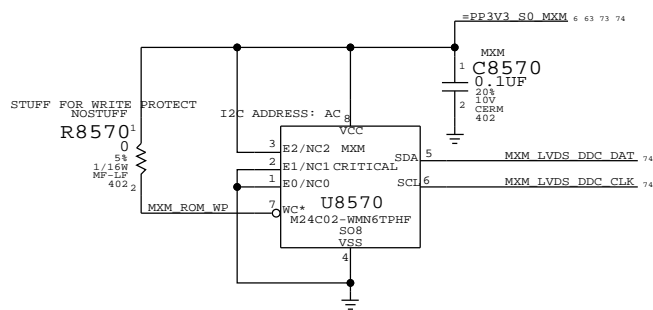 =PP3V3_S0_MXM 6 63 73 74
MXM
1 C8570
0.1UF
20%
10V
2 CERM
402
STUFF FOR WRITE PROTECT
NOSTUFF
R8570 1
0
5%
1/16W
MF-LF
402 2
I2C ADDRESS: AC
8
VCC
3 E2/NC2 MXM
SDA 5 MXM_LVDS_DDC_DAT 74
2 E1/NC1 CRITICAL
1 E0/NC0
SCL 6 MXM_LVDS_DDC_CLK 74
U8570
MXM_ROM_WP 7 WC*
M24C02-WMN6TPHF
SO8
VSS
4